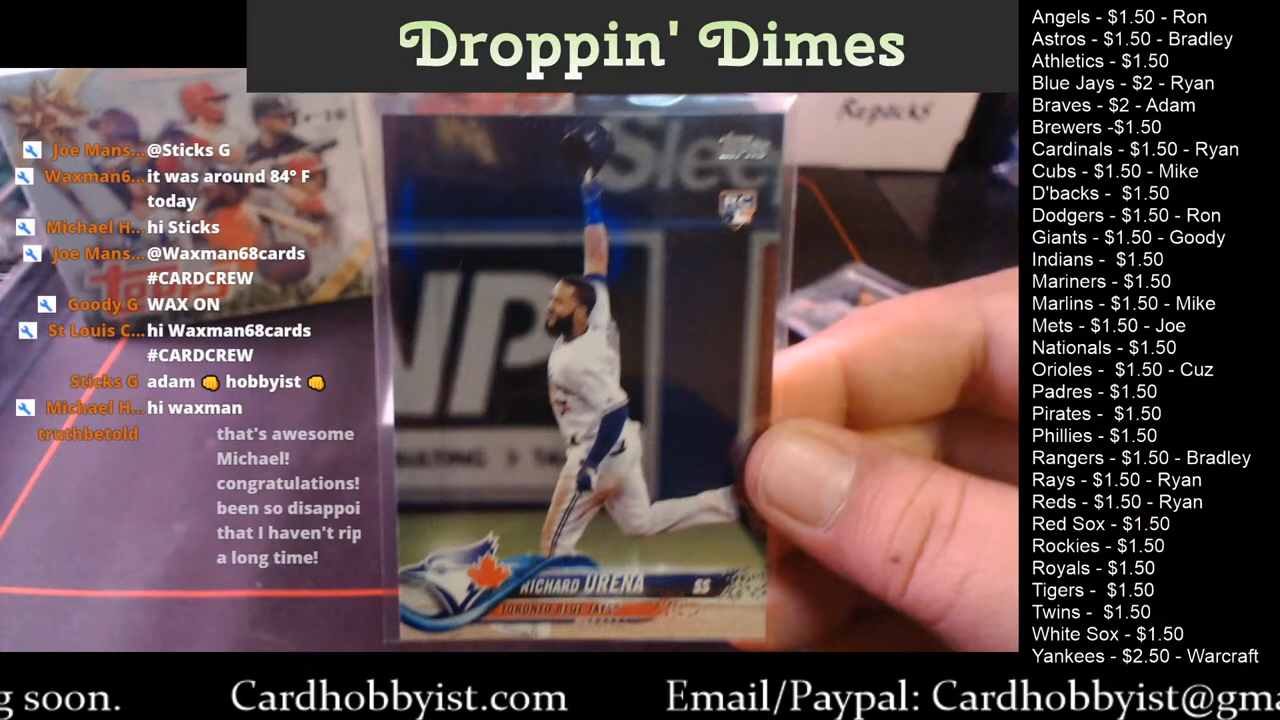 Droppin' Dimes
Joe Mans... @Sticks G
Waxman6... it was around 84° F
today
Michael H... hi Sticks
Joe Mans... @Waxman68cards
#CARDCREW
Goody G WAX ON
St Louis C... hi Waxman68cards
#CARDCREW
Sticks G adam 👊 hobbyist 👊
Michael H... hi waxman
truthbetold that's awesome
Michael!
congratulations!
been so disappoi
that I haven't rip
a long time!
Repacks
Slee
topps
RC
NP
RICHARD UREÑA SS
TORONTO BLUE JAYS
Angels - $1.50 - Ron
Astros - $1.50 - Bradley
Athletics - $1.50
Blue Jays - $2 - Ryan
Braves - $2 - Adam
Brewers -$1.50
Cardinals - $1.50 - Ryan
Cubs - $1.50 - Mike
D'backs - $1.50
Dodgers - $1.50 - Ron
Giants - $1.50 - Goody
Indians - $1.50
Mariners - $1.50
Marlins - $1.50 - Mike
Mets - $1.50 - Joe
Nationals - $1.50
Orioles - $1.50 - Cuz
Padres - $1.50
Pirates - $1.50
Phillies - $1.50
Rangers - $1.50 - Bradley
Rays - $1.50 - Ryan
Reds - $1.50 - Ryan
Red Sox - $1.50
Rockies - $1.50
Royals - $1.50
Tigers - $1.50
Twins - $1.50
White Sox - $1.50
Yankees - $2.50 - Warcraft
g soon. Cardhobbyist.com Email/Paypal: Cardhobbyist@gma